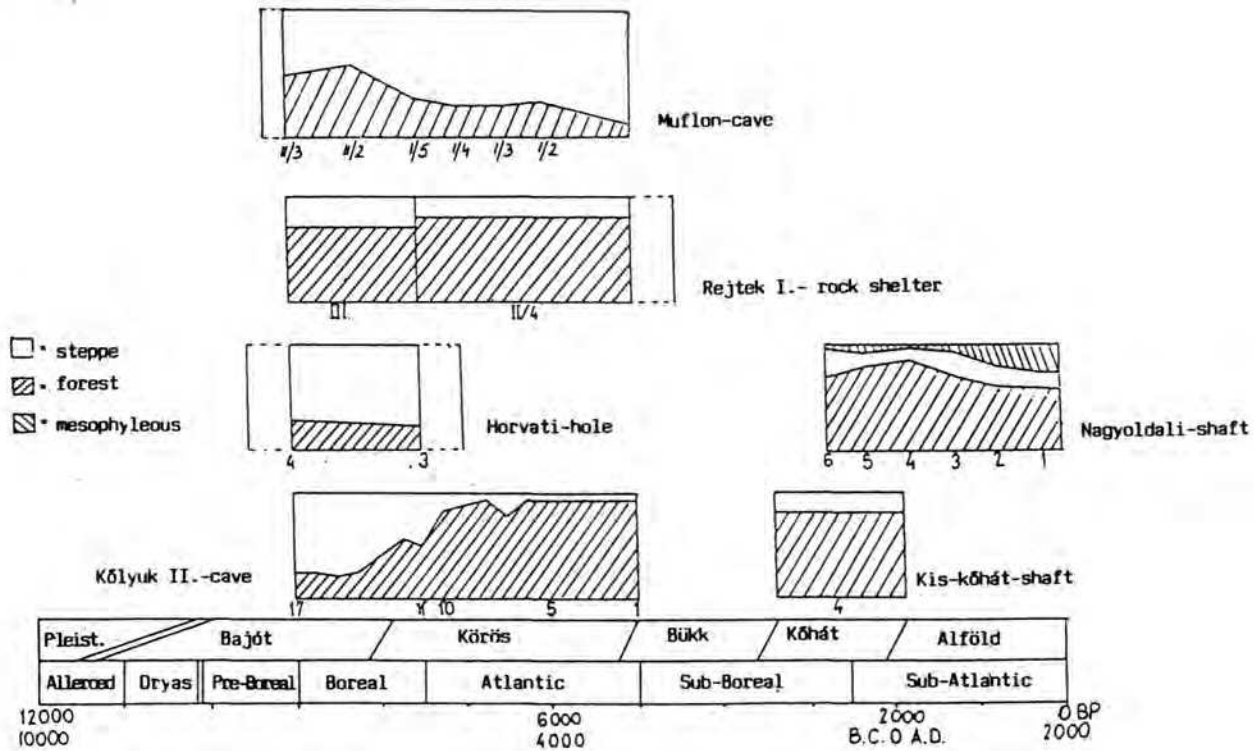 Muflon-cave
II/3 II/2 I/5 I/4 I/3 I/2
Rejtek I.- rock shelter
III. II/4
steppe
forest
mesophyleous
Horvati-hole
4 3
Nagyoldali-shaft
6 5 4 3 2 1
Kőlyuk II.-cave
17 10 5 1
Kis-kőhát-shaft
4
Pleist. Bajót Körös Bükk Kőhát Alföld
Alleroed Dryas Pre-Boreal Boreal Atlantic Sub-Boreal Sub-Atlantic
12000 6000 2000 0 BP
10000 4000 B.C. 0 A.D. 2000